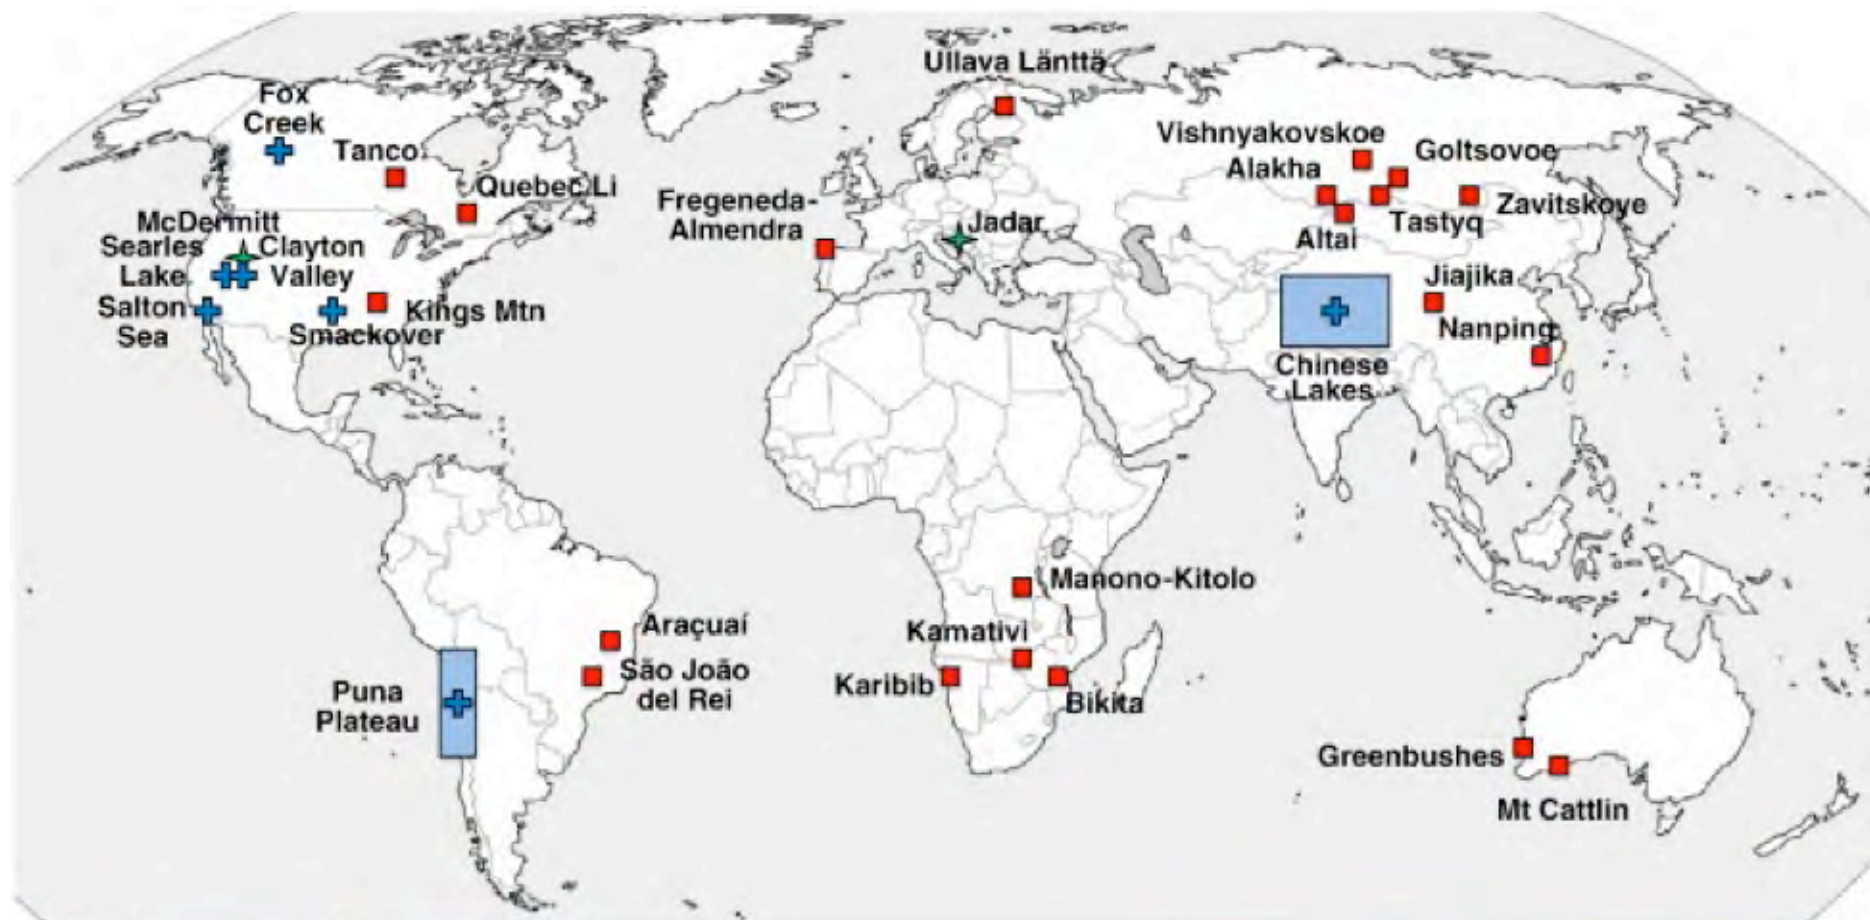 Ullava Länttä
Fox
Creek
Tanco
Quebec Li
Vishnyakovskoe
Goltsovoe
Alakha
Zavitskoye
Tastyq
Altai
Fregeneda-
Almendra
Jadar
McDermitt
Searles
Lake
Clayton
Valley
Salton
Sea
Smackover
Kings Mtn
Jiajika
Nanping
Chinese
Lakes
Manono-Kitolo
Kamativi
Karibib
Bikita
Araçuaí
São João
del Rei
Puna
Plateau
Greenbushes
Mt Cattlin